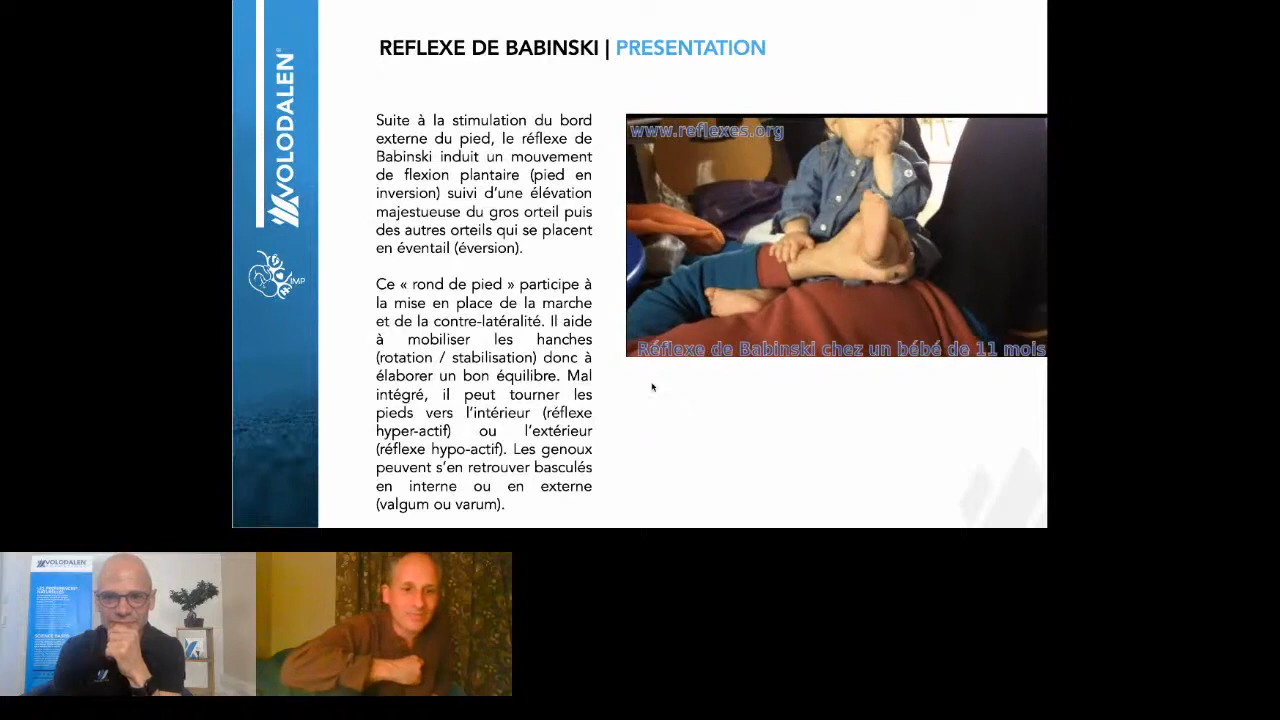 REFLEXE DE BABINSKI | PRESENTATION
VOLODALEN
IMP
Suite à la stimulation du bord
externe du pied, le réflexe de
Babinski induit un mouvement
de flexion plantaire (pied en
inversion) suivi d’une élévation
majestueuse du gros orteil puis
des autres orteils qui se placent
en éventail (éversion).
Ce « rond de pied » participe à
la mise en place de la marche
et de la contre-latéralité. Il aide
à mobiliser les hanches
(rotation / stabilisation) donc à
élaborer un bon équilibre. Mal
intégré, il peut tourner les
pieds vers l’intérieur (réflexe
hyper-actif) ou l’extérieur
(réflexe hypo-actif). Les genoux
peuvent s’en retrouver basculés
en interne ou en externe
(valgum ou varum).
www.reflexes.org
Réflexe de Babinski chez un bébé de 11 mois
VOLODALEN
LES PRÉFÉRENCES
NATURELLES
SCIENCE BASED